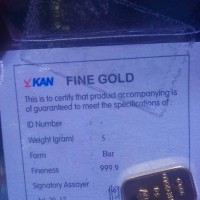 KAN FINE GOLD
This is to certify that product accompanying is
of guaranteed to meet the specifications of :
ID Number : -
Weight (gram) : 5
Form : Bar
Fineness : 999.9
Signatory Assayer :